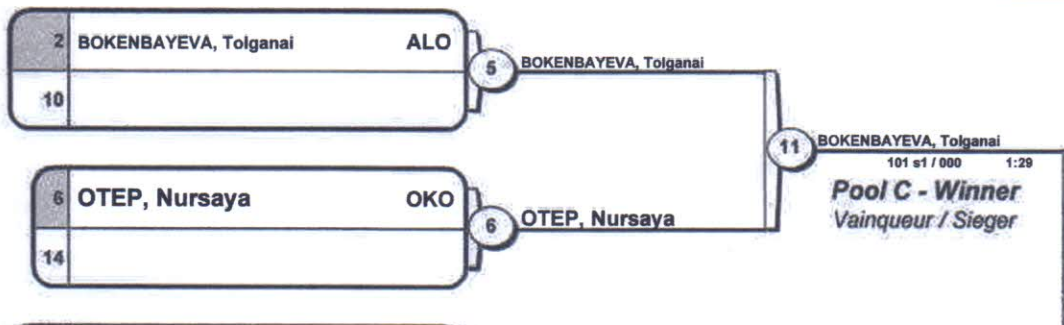 2 BOKENBAYEVA, Tolganai ALO
10
5 BOKENBAYEVA, Tolganai
6 OTEP, Nursaya OKO
14
6 OTEP, Nursaya
11 BOKENBAYEVA, Tolganai
101 s1 / 000 1:29
Pool C - Winner
Vainqueur / Sieger